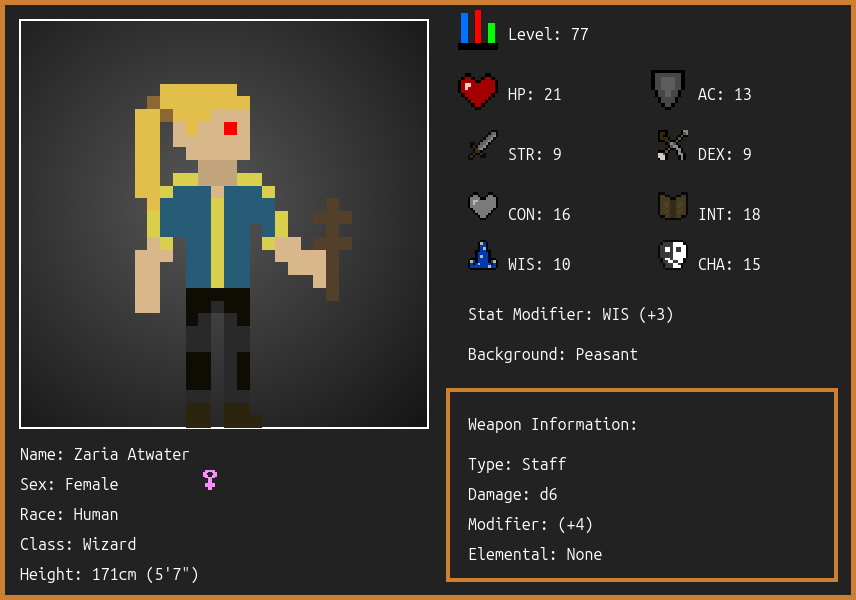 Level: 77
HP: 21
AC: 13
STR: 9
DEX: 9
CON: 16
INT: 18
WIS: 10
CHA: 15
Stat Modifier: WIS (+3)
Background: Peasant
Weapon Information:
Type: Staff
Damage: d6
Modifier: (+4)
Elemental: None
Name: Zaria Atwater
Sex: Female
Race: Human
Class: Wizard
Height: 171cm (5'7")